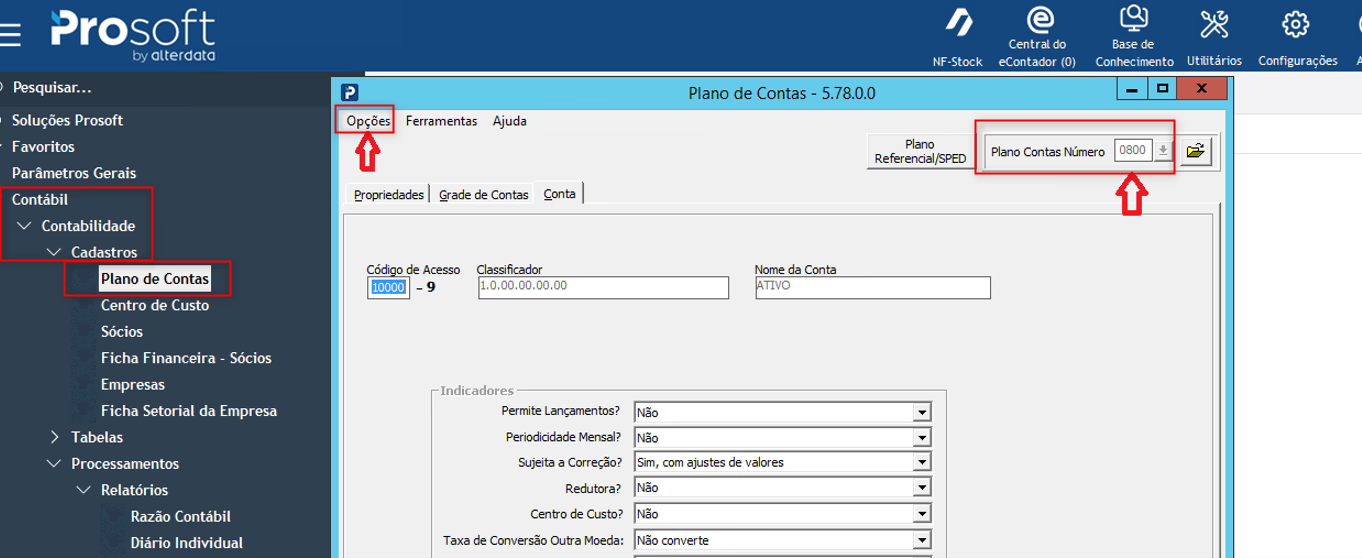 Prosoft
by alterdata
NF-Stock
Central do
eContador (0)
Base de
Conhecimento
Utilitários
Configurações
A
Pesquisar...
Soluções Prosoft
Favoritos
Parâmetros Gerais
Contábil
Contabilidade
Cadastros
Plano de Contas
Centro de Custo
Sócios
Ficha Financeira - Sócios
Empresas
Ficha Setorial da Empresa
Tabelas
Processamentos
Relatórios
Razão Contábil
Diário Individual
Plano de Contas - 5.78.0.0
Opções Ferramentas Ajuda
Plano
Referencial/SPED
Plano Contas Número 0800
Propriedades Grade de Contas Conta
Código de Acesso Classificador Nome da Conta
10000 - 9 1.0.00.00.00.00 ATIVO
Indicadores
Permite Lançamentos? Não
Periodicidade Mensal? Não
Sujeita a Correção? Sim, com ajustes de valores
Redutora? Não
Centro de Custo? Não
Taxa de Conversão Outra Moeda: Não converte